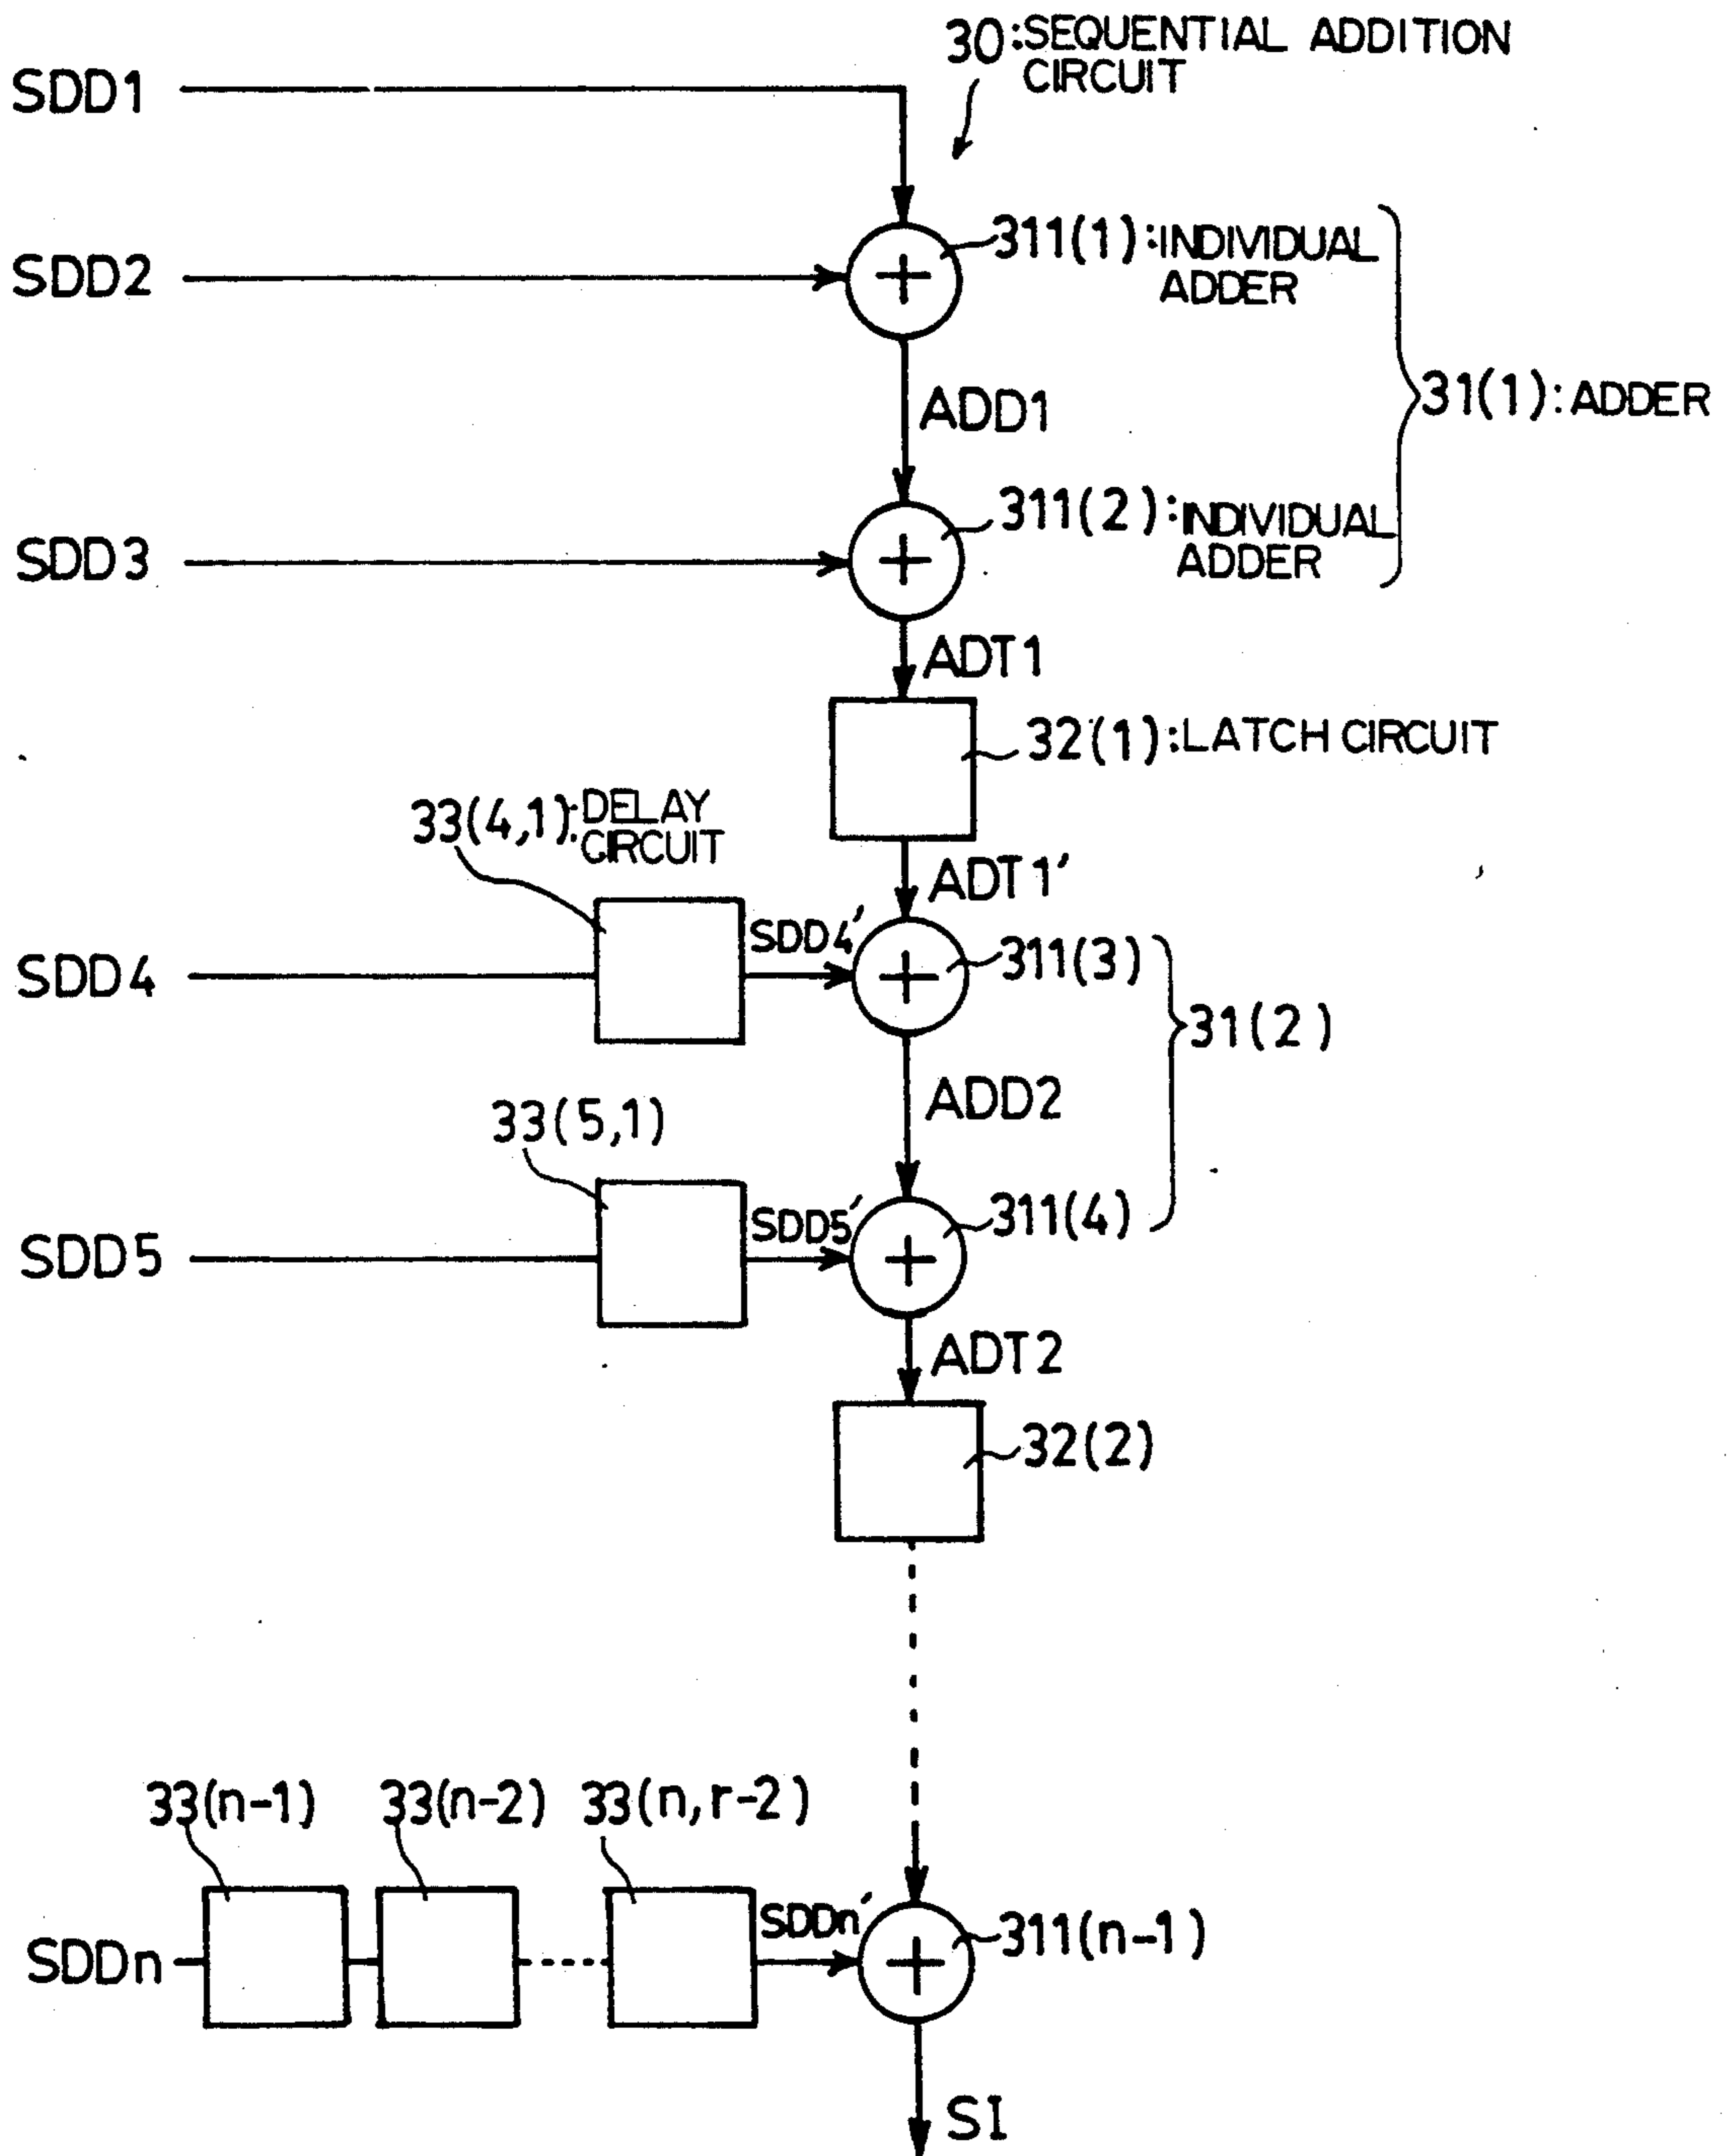 30:SEQUENTIAL ADDITION
CIRCUIT
SDD1
311(1):INDIVIDUAL
ADDER
SDD2
31(1):ADDER
ADD1
311(2):INDIVIDUAL
ADDER
SDD3
ADT1
32(1):LATCH CIRCUIT
33(4,1):DELAY
CIRCUIT
ADT1'
SDD4'
311(3)
SDD4
31(2)
ADD2
33(5,1)
SDD5'
311(4)
SDD5
ADT2
32(2)
33(n-1)
33(n-2)
33(n,r-2)
SDDn'
311(n-1)
SDDn
SI